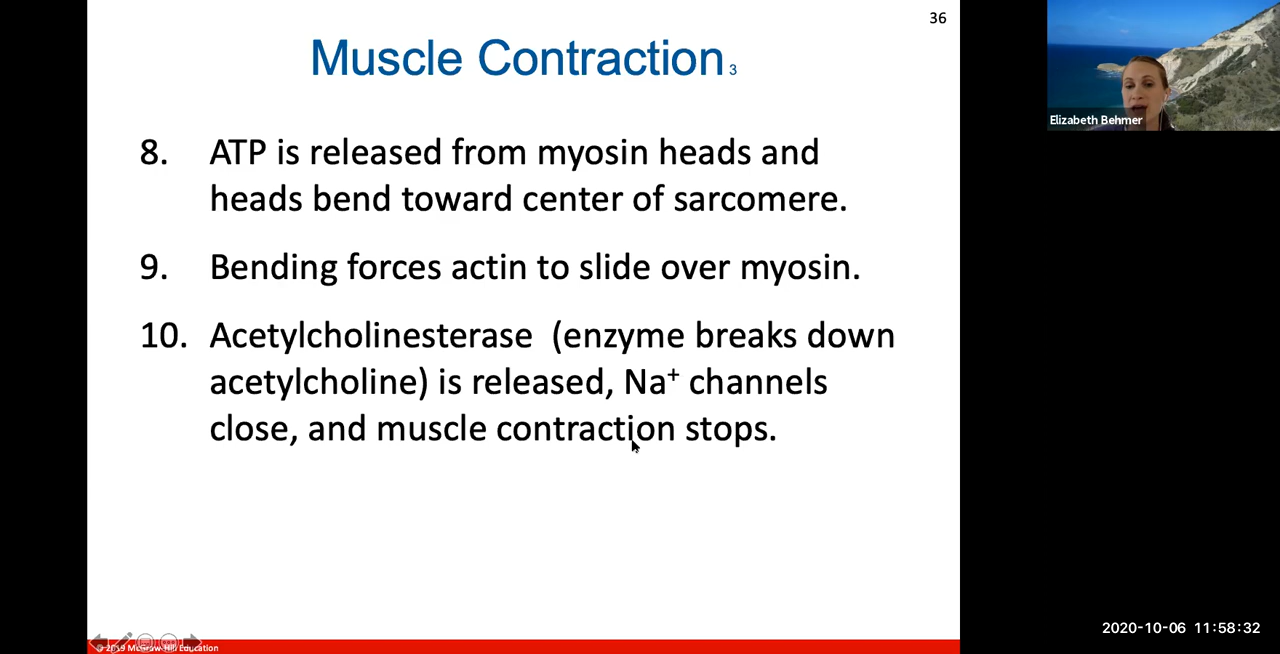 36
Muscle Contraction 3
Elizabeth Behmer
8. ATP is released from myosin heads and
heads bend toward center of sarcomere.
9. Bending forces actin to slide over myosin.
10. Acetylcholinesterase (enzyme breaks down
acetylcholine) is released, Na⁺ channels
close, and muscle contraction stops.
2020-10-06 11:58:32
© 2019 McGraw-Hill Education